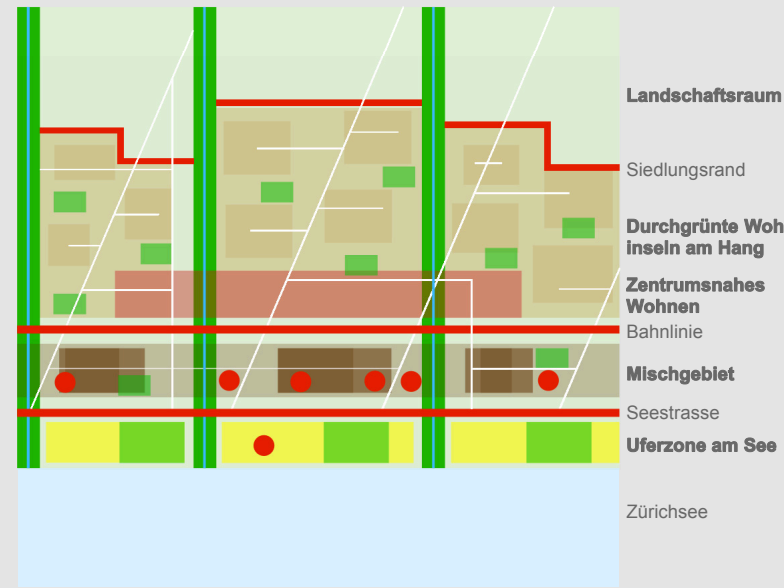 Landschaftsraum
Siedlungsrand
Durchgrünte Woh
inseln am Hang
Zentrumsnahes
Wohnen
Bahnlinie
Mischgebiet
Seestrasse
Uferzone am See
Zürichsee